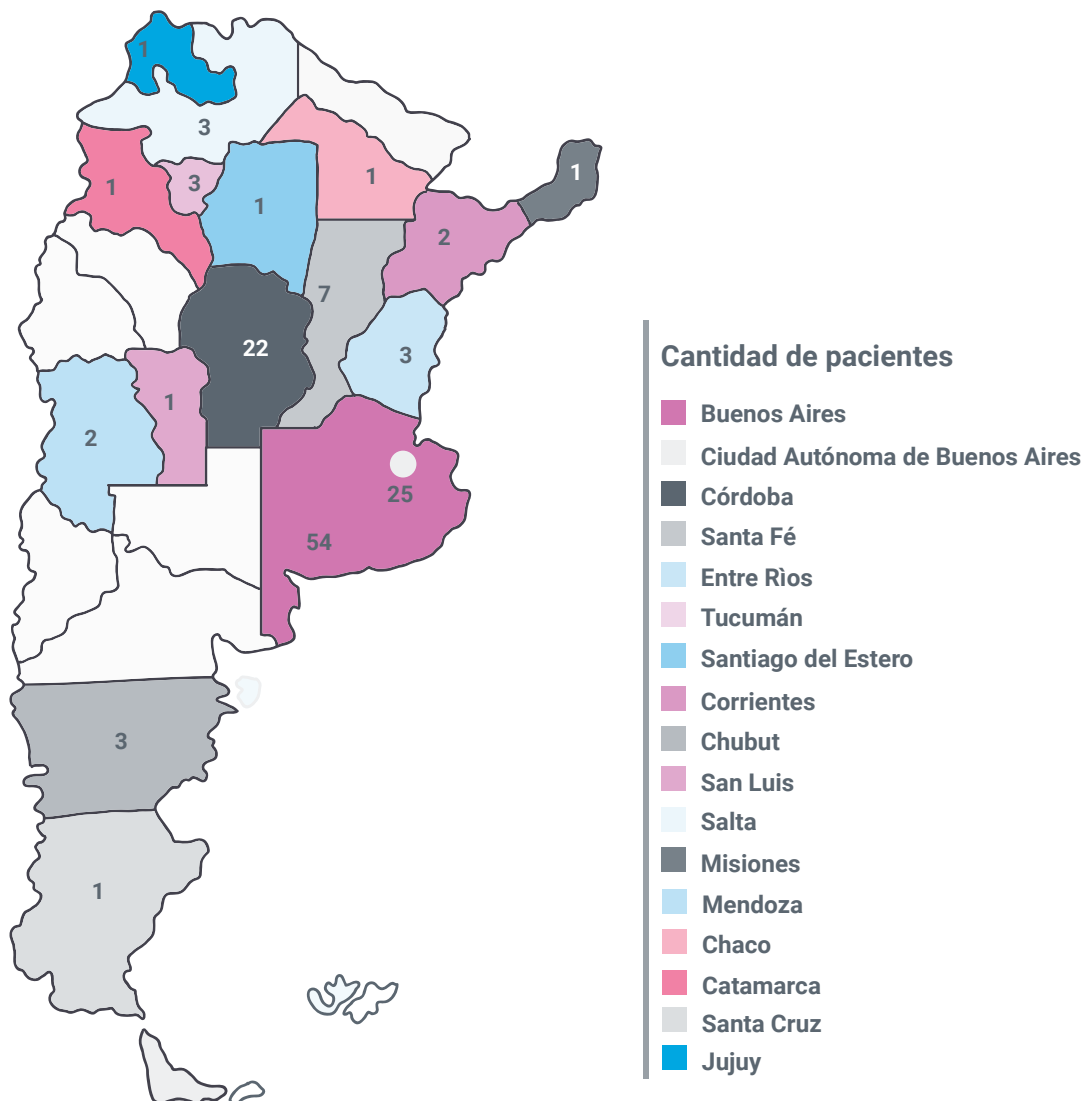 1
3
1
3
1
1
1
2
7
22
3
1
2
25
54
3
1
Cantidad de pacientes
Buenos Aires
Ciudad Autónoma de Buenos Aires
Córdoba
Santa Fé
Entre Rìos
Tucumán
Santiago del Estero
Corrientes
Chubut
San Luis
Salta
Misiones
Mendoza
Chaco
Catamarca
Santa Cruz
Jujuy